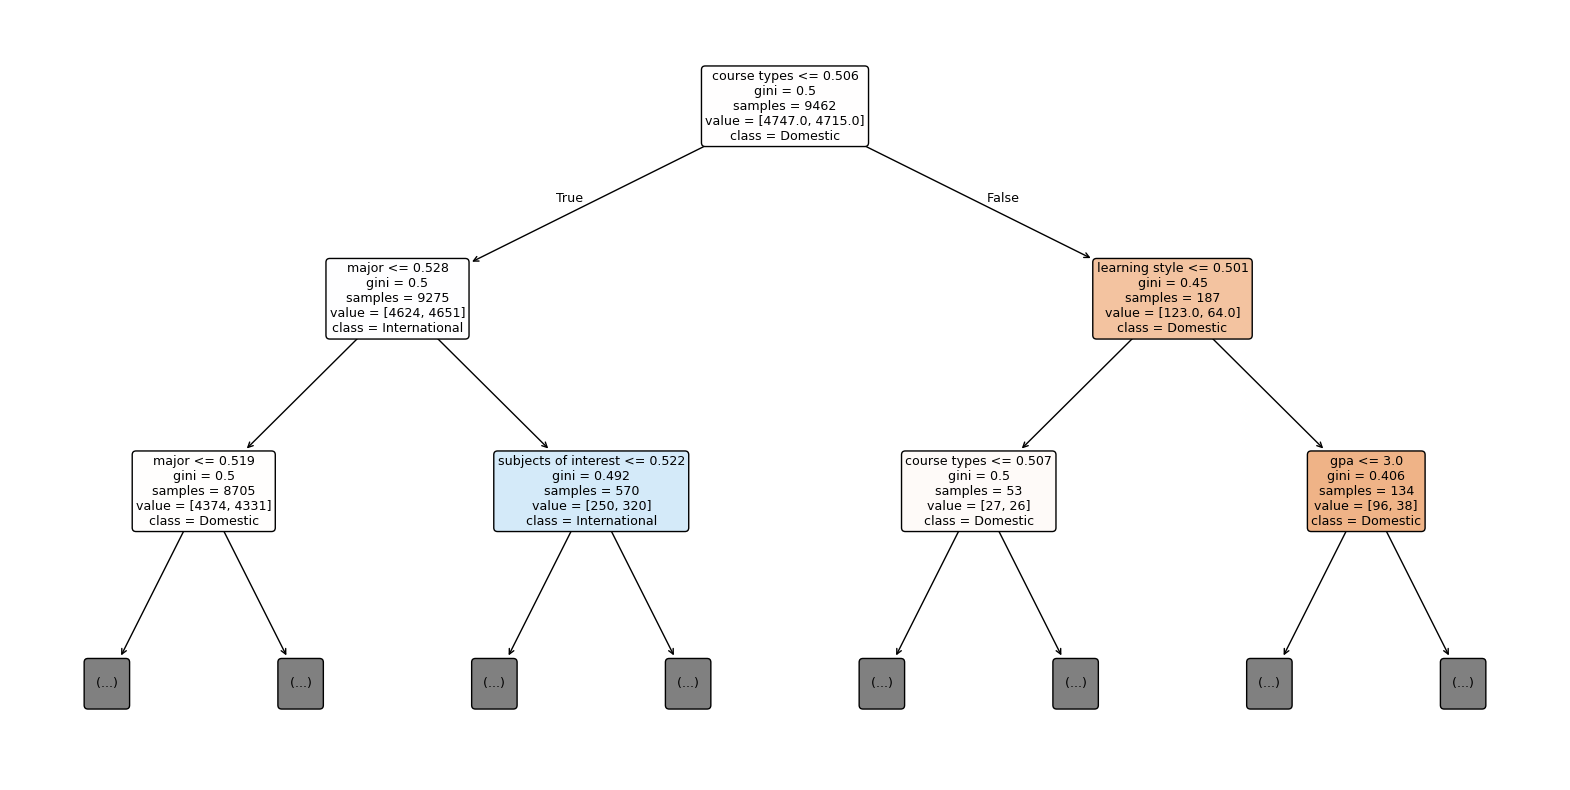 course types <= 0.506
gini = 0.5
samples = 9462
value = [4747.0, 4715.0]
class = Domestic
True
False
major <= 0.528
gini = 0.5
samples = 9275
value = [4624, 4651]
class = International
learning style <= 0.501
gini = 0.45
samples = 187
value = [123.0, 64.0]
class = Domestic
major <= 0.519
gini = 0.5
samples = 8705
value = [4374, 4331]
class = Domestic
subjects of interest <= 0.522
gini = 0.492
samples = 570
value = [250, 320]
class = International
course types <= 0.507
gini = 0.5
samples = 53
value = [27, 26]
class = Domestic
gpa <= 3.0
gini = 0.406
samples = 134
value = [96, 38]
class = Domestic
(...)
(...)
(...)
(...)
(...)
(...)
(...)
(...)